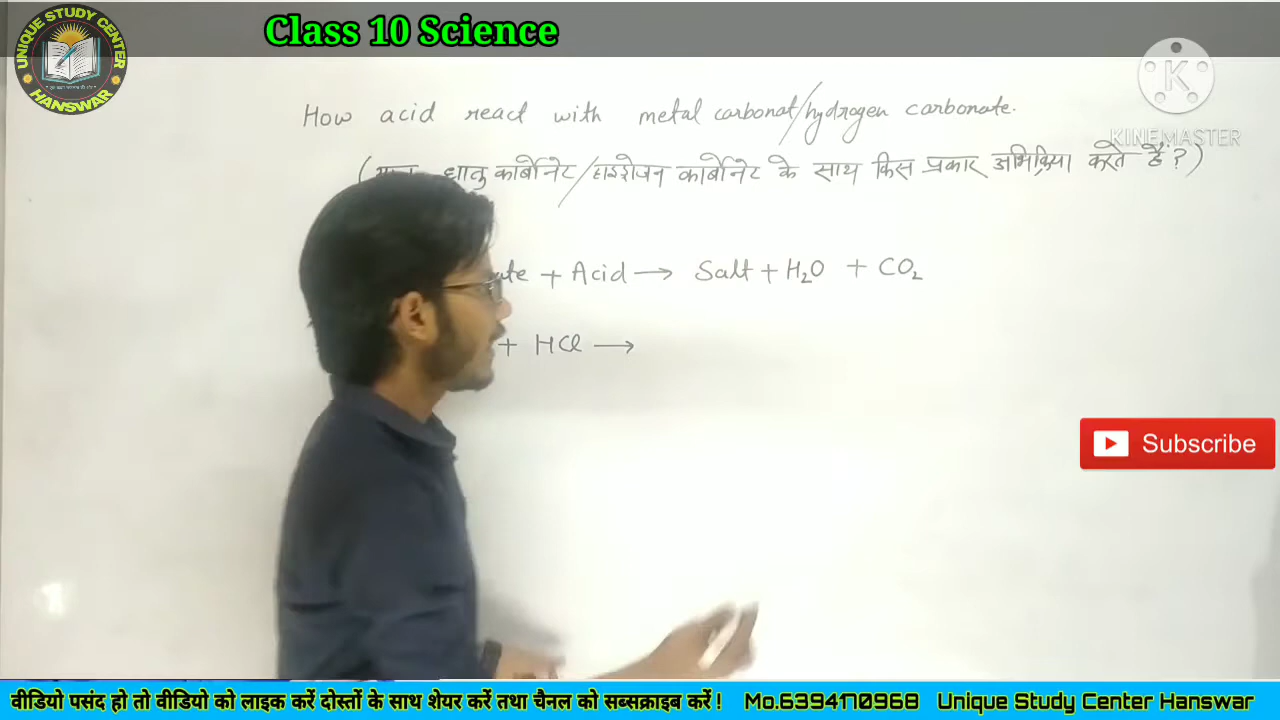 Class 10 Science
UNIQUE STUDY CENTER
HANSWAR
K
KINEMASTER
How acid react with metal carbonat/hydrogen carbonate.
धातु कार्बोनेट/हाइड्रोजन कार्बोनेट के साथ किस प्रकार अभिक्रिया करते हैं?)
+ Acid → Salt + H₂O + CO₂
+ HCl →
Subscribe
वीडियो पसंद हो तो वीडियो को लाइक करें दोस्तों के साथ शेयर करें तथा चैनल को सब्सक्राइब करें ! Mo.6394170968 Unique Study Center Hanswar